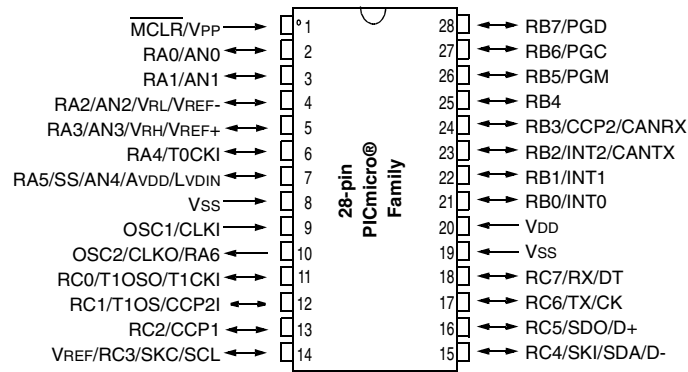 MCLR/VPP 1
RA0/AN0 2
RA1/AN1 3
RA2/AN2/VRL/VREF- 4
RA3/AN3/VRH/VREF+ 5
RA4/T0CKI 6
RA5/SS/AN4/AVDD/LVDIN 7
VSS 8
OSC1/CLKI 9
OSC2/CLKO/RA6 10
RC0/T1OSO/T1CKI 11
RC1/T1OS/CCP2I 12
RC2/CCP1 13
VREF/RC3/SKC/SCL 14
28-pin
PICmicro®
Family
28 RB7/PGD
27 RB6/PGC
26 RB5/PGM
25 RB4
24 RB3/CCP2/CANRX
23 RB2/INT2/CANTX
22 RB1/INT1
21 RB0/INT0
20 VDD
19 VSS
18 RC7/RX/DT
17 RC6/TX/CK
16 RC5/SDO/D+
15 RC4/SKI/SDA/D-